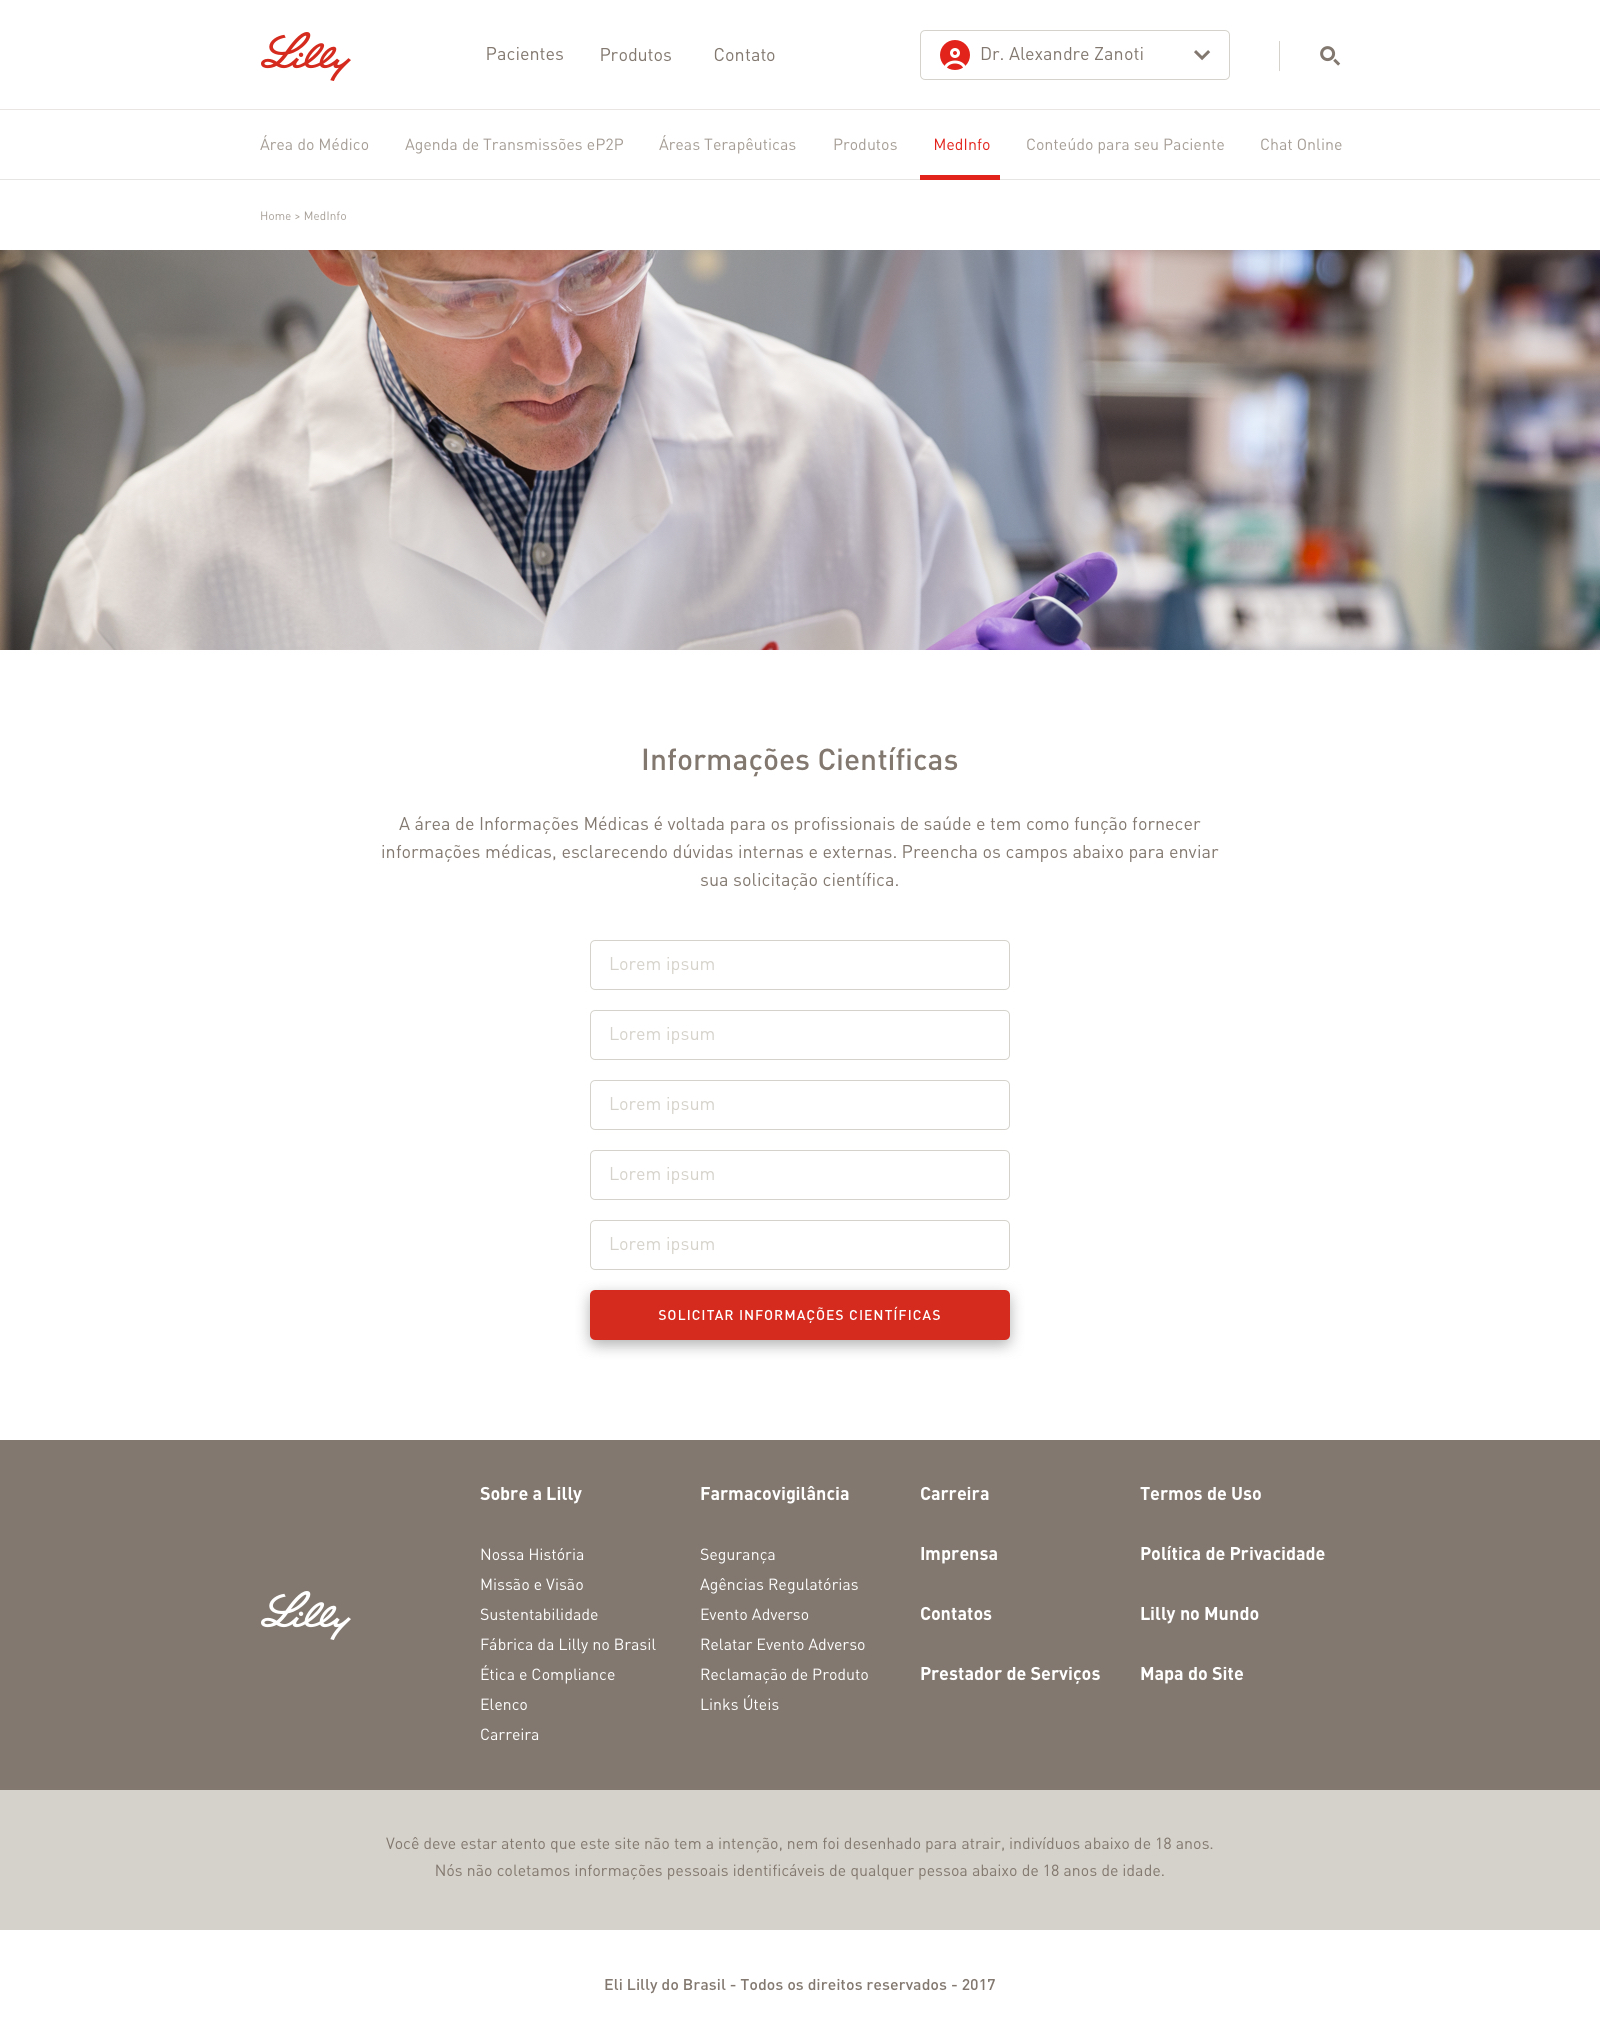 Lilly
Pacientes
Produtos
Contato
Dr. Alexandre Zanoti
Área do Médico
Agenda de Transmissões eP2P
Áreas Terapêuticas
Produtos
MedInfo
Conteúdo para seu Paciente
Chat Online
Home > MedInfo
Informações Científicas
A área de Informações Médicas é voltada para os profissionais de saúde e tem como função fornecer
informações médicas, esclarecendo dúvidas internas e externas. Preencha os campos abaixo para enviar
sua solicitação científica.
Lorem ipsum
Lorem ipsum
Lorem ipsum
Lorem ipsum
Lorem ipsum
SOLICITAR INFORMAÇÕES CIENTÍFICAS
Lilly
Sobre a Lilly
Nossa História
Missão e Visão
Sustentabilidade
Fábrica da Lilly no Brasil
Ética e Compliance
Elenco
Carreira
Farmacovigilância
Segurança
Agências Regulatórias
Evento Adverso
Relatar Evento Adverso
Reclamação de Produto
Links Úteis
Carreira
Imprensa
Contatos
Prestador de Serviços
Termos de Uso
Política de Privacidade
Lilly no Mundo
Mapa do Site
Você deve estar atento que este site não tem a intenção, nem foi desenhado para atrair, indivíduos abaixo de 18 anos.
Nós não coletamos informações pessoais identificáveis de qualquer pessoa abaixo de 18 anos de idade.
Eli Lilly do Brasil - Todos os direitos reservados - 2017